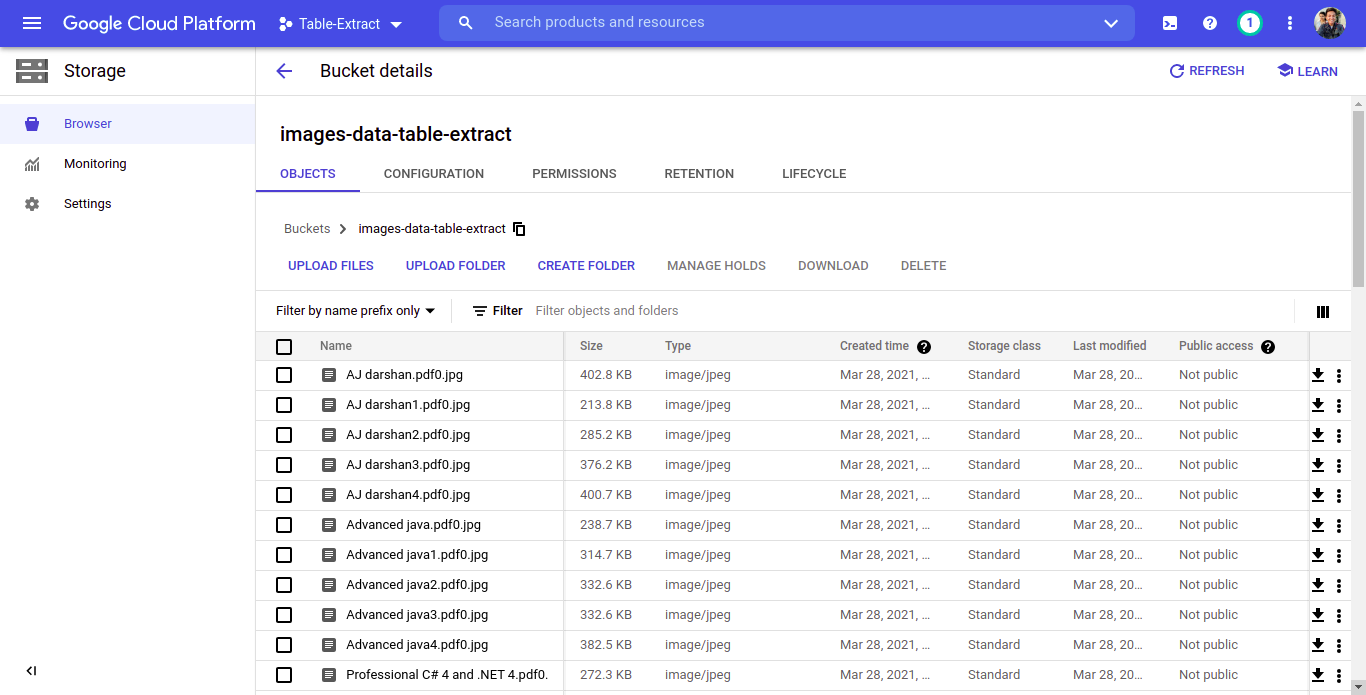 Google Cloud Platform Table-Extract Search products and resources 1
Storage Bucket details REFRESH LEARN
Browser
Monitoring
Settings
images-data-table-extract
OBJECTS CONFIGURATION PERMISSIONS RETENTION LIFECYCLE
Buckets images-data-table-extract
UPLOAD FILES UPLOAD FOLDER CREATE FOLDER MANAGE HOLDS DOWNLOAD DELETE
Filter by name prefix only Filter Filter objects and folders
Name Size Type Created time Storage class Last modified Public access
AJ darshan.pdf0.jpg 402.8 KB image/jpeg Mar 28, 2021, ... Standard Mar 28, 20... Not public
AJ darshan1.pdf0.jpg 213.8 KB image/jpeg Mar 28, 2021, ... Standard Mar 28, 20... Not public
AJ darshan2.pdf0.jpg 285.2 KB image/jpeg Mar 28, 2021, ... Standard Mar 28, 20... Not public
AJ darshan3.pdf0.jpg 376.2 KB image/jpeg Mar 28, 2021, ... Standard Mar 28, 20... Not public
AJ darshan4.pdf0.jpg 400.7 KB image/jpeg Mar 28, 2021, ... Standard Mar 28, 20... Not public
Advanced java.pdf0.jpg 238.7 KB image/jpeg Mar 28, 2021, ... Standard Mar 28, 20... Not public
Advanced java1.pdf0.jpg 314.7 KB image/jpeg Mar 28, 2021, ... Standard Mar 28, 20... Not public
Advanced java2.pdf0.jpg 332.6 KB image/jpeg Mar 28, 2021, ... Standard Mar 28, 20... Not public
Advanced java3.pdf0.jpg 332.6 KB image/jpeg Mar 28, 2021, ... Standard Mar 28, 20... Not public
Advanced java4.pdf0.jpg 382.5 KB image/jpeg Mar 28, 2021, ... Standard Mar 28, 20... Not public
Professional C# 4 and .NET 4.pdf0. 272.3 KB image/jpeg Mar 28, 2021, ... Standard Mar 28, 20... Not public